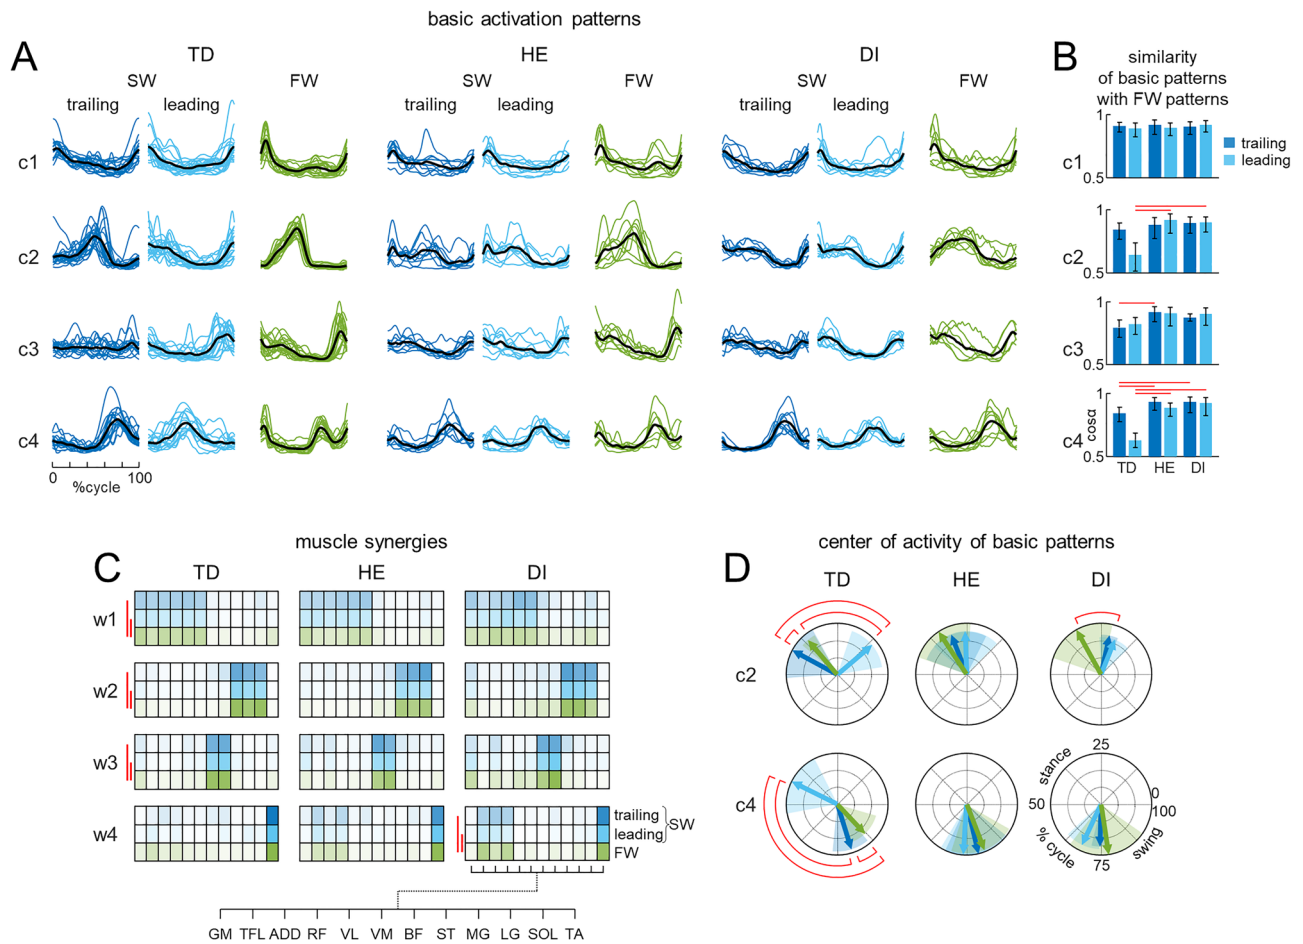 basic activation patterns
A
TD
HE
DI
SW
FW
SW
FW
SW
FW
trailing
leading
trailing
leading
trailing
leading
c1
c2
c3
c4
0
100
%cycle
B
similarity
of basic patterns
with FW patterns
1
c1
0.5
trailing
leading
1
c2
0.5
1
c3
0.5
1
c4
cosα
0.5
TD
HE
DI
muscle synergies
C
TD
HE
DI
w1
w2
w3
w4
trailing
leading
SW
FW
GM TFL ADD RF VL VM BF ST MG LG SOL TA
center of activity of basic patterns
D
TD
HE
DI
c2
c4
25
stance
0
50
100
% cycle
75
swing